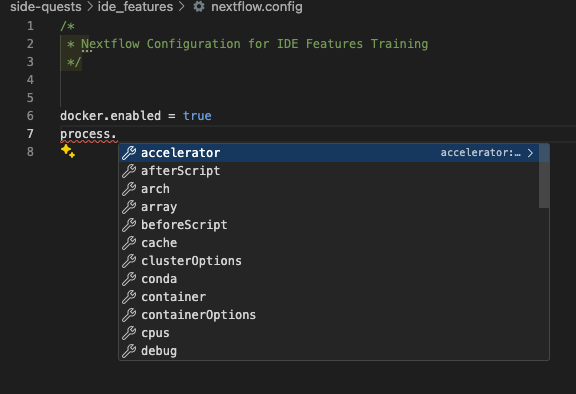 side-quests > ide_features > nextflow.config
1 /*
2 * Nextflow Configuration for IDE Features Training
3 */
4
5
6 docker.enabled = true
7 process.
8
accelerator accelerator:… >
afterScript
arch
array
beforeScript
cache
clusterOptions
conda
container
containerOptions
cpus
debug